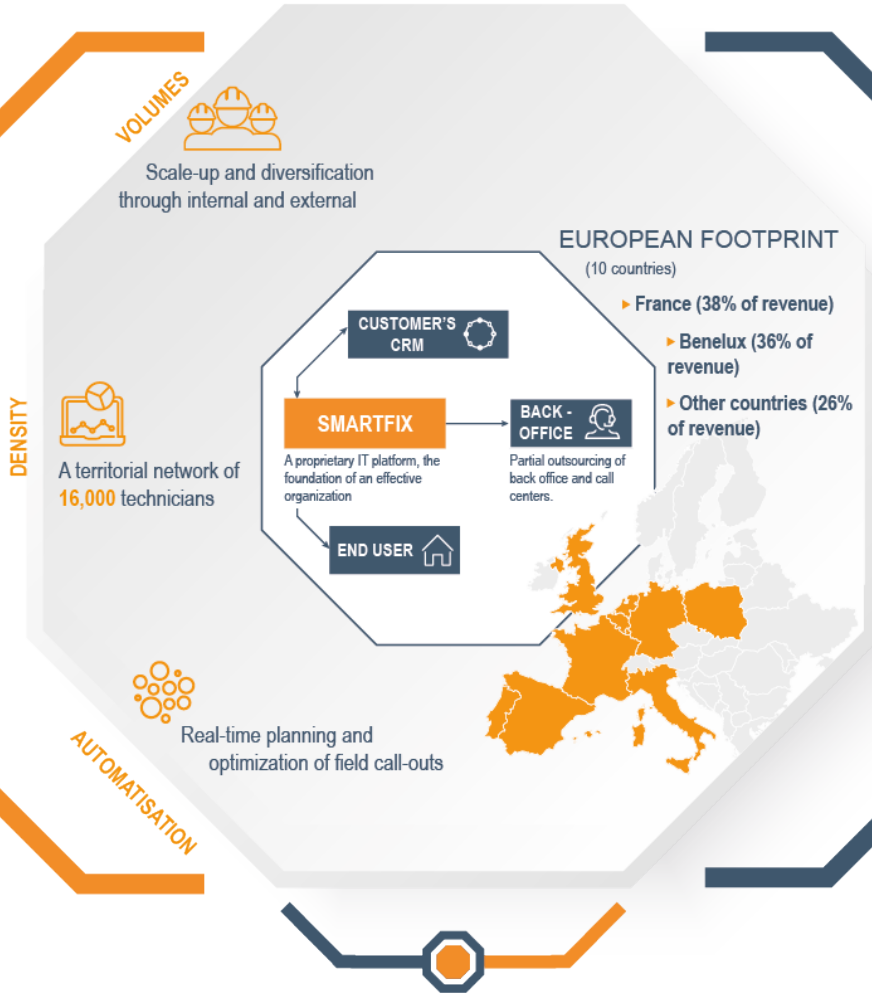 VOLUMES
Scale-up and diversification
through internal and external
EUROPEAN FOOTPRINT
(10 countries)
▸ France (38% of revenue)
▸ Benelux (36% of
revenue)
▸ Other countries (26%
of revenue)
CUSTOMER'S
CRM
SMARTFIX
A proprietary IT platform, the
foundation of an effective
organization
BACK -
OFFICE
Partial outsourcing of
back office and call
centers.
END USER
DENSITY
A territorial network of
16,000 technicians
Real-time planning and
optimization of field call-outs
AUTOMATISATION